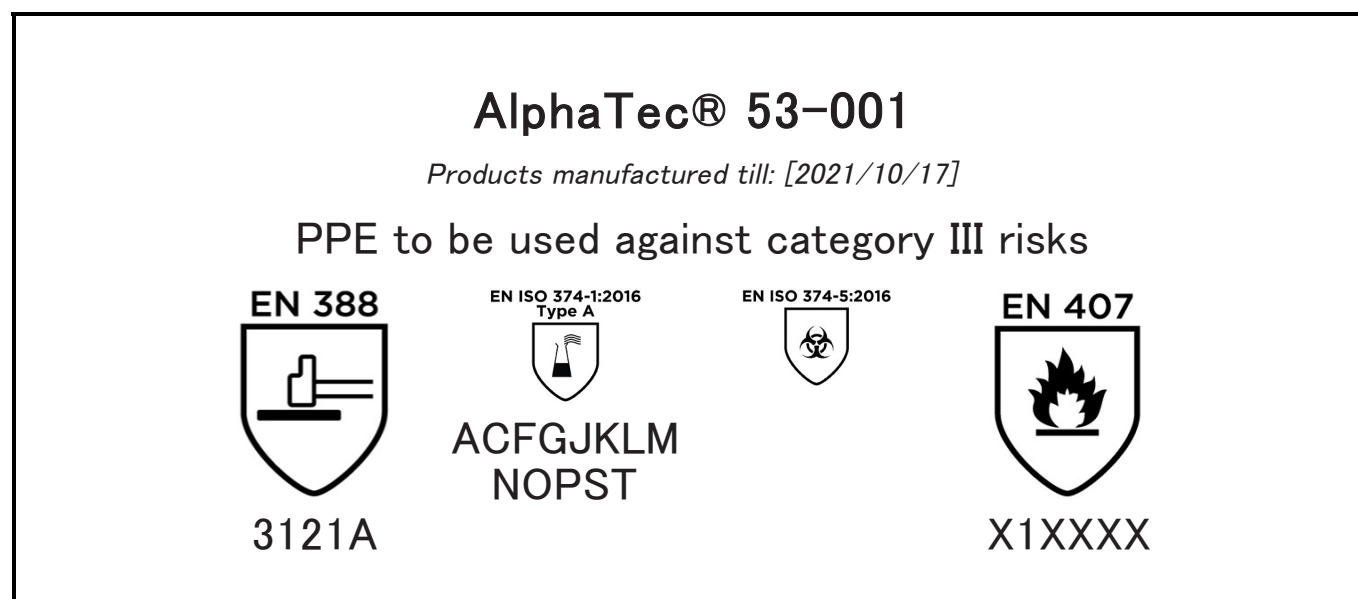 AlphaTec® 53-001
Products manufactured till: [2021/10/17]
PPE to be used against category III risks
EN 388
EN ISO 374-1:2016
Type A
EN ISO 374-5:2016
EN 407
ACFGJKLM
NOPST
3121A
X1XXXX